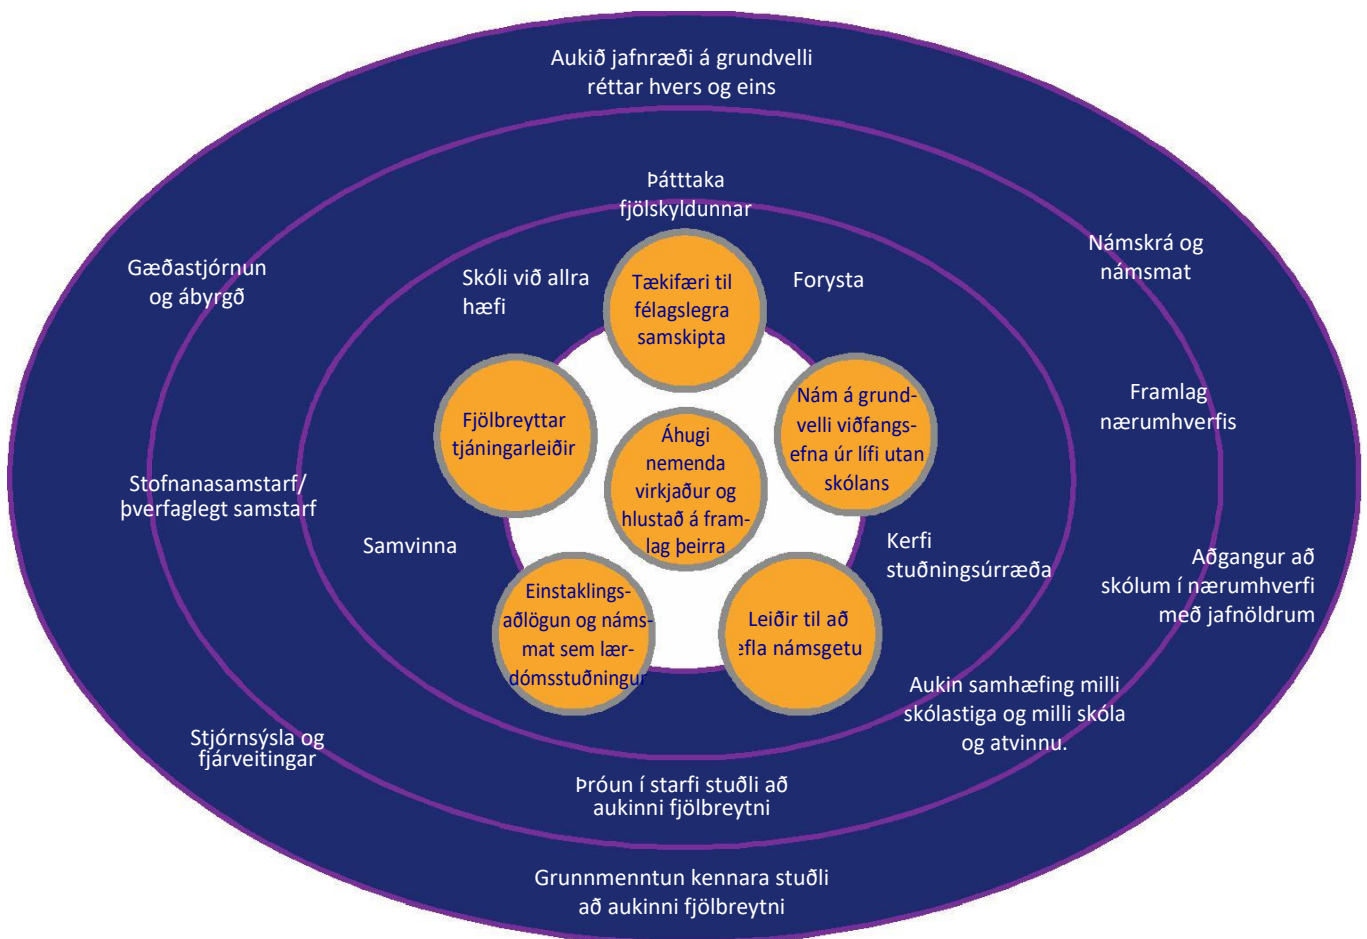 Aukið jafnræði á grundvelli
réttar hvers og eins
Þátttaka
fjölskyldunnar
Gæðastjórnun
og ábyrgð
Námskrá og
námsmat
Skóli við allra
hæfi
Tækifæri til
félagslegra
samskipta
Forysta
Fjölbreyttar
tjáningarleiðir
Nám á grund-
velli viðfangs-
efna úr lífi utan
skólans
Framlag
nærumhverfis
Áhugi
nemenda
virkjaður og
hlustað á fram-
lag þeirra
Stofnanasamstarf/
þverfaglegt samstarf
Samvinna
Kerfi
stuðningsúrræða
Aðgangur að
skólum í nærumhverfi
með jafnöldrum
Einstaklings-
aðlögun og náms-
mat sem lær-
dómsstuðningur
Leiðir til að
efla námsgetu
Aukin samhæfing milli
skólastiga og milli skóla
og atvinnu.
Stjórnsýsla og
fjárveitingar
Þróun í starfi stuðli að
aukinni fjölbreytni
Grunnmenntun kennara stuðli
að aukinni fjölbreytni